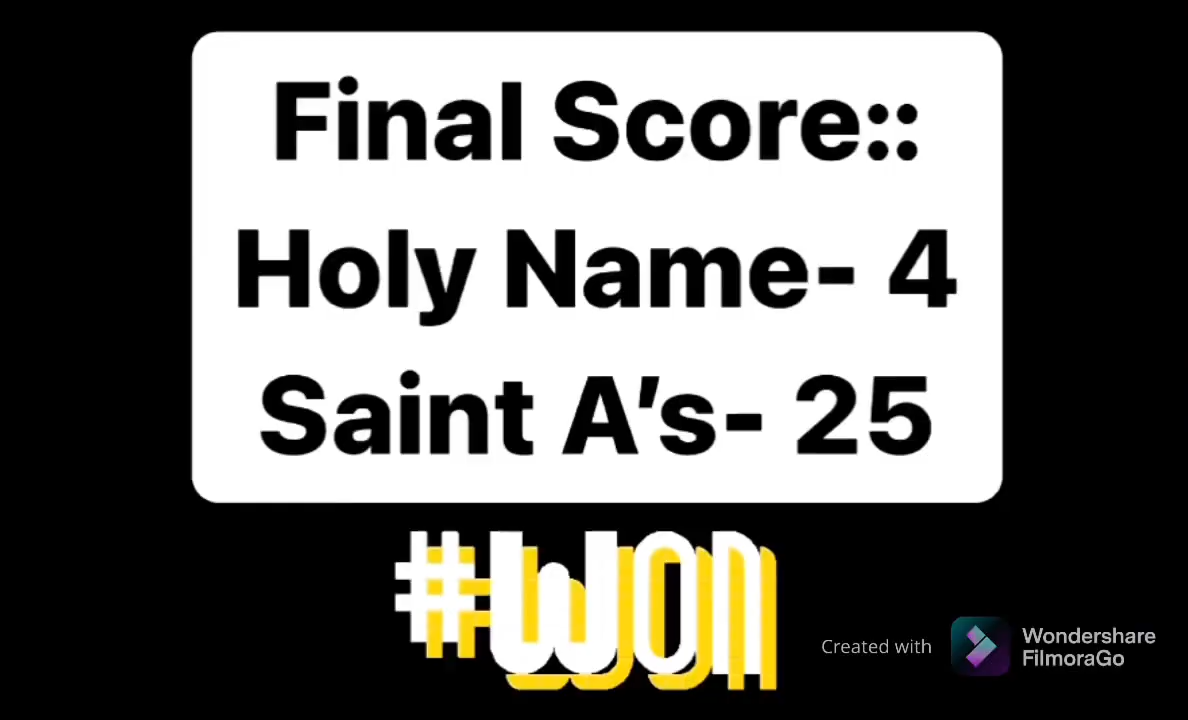 Final Score::
Holy Name- 4
Saint A’s- 25
#WON
Created with
Wondershare
FilmoraGo